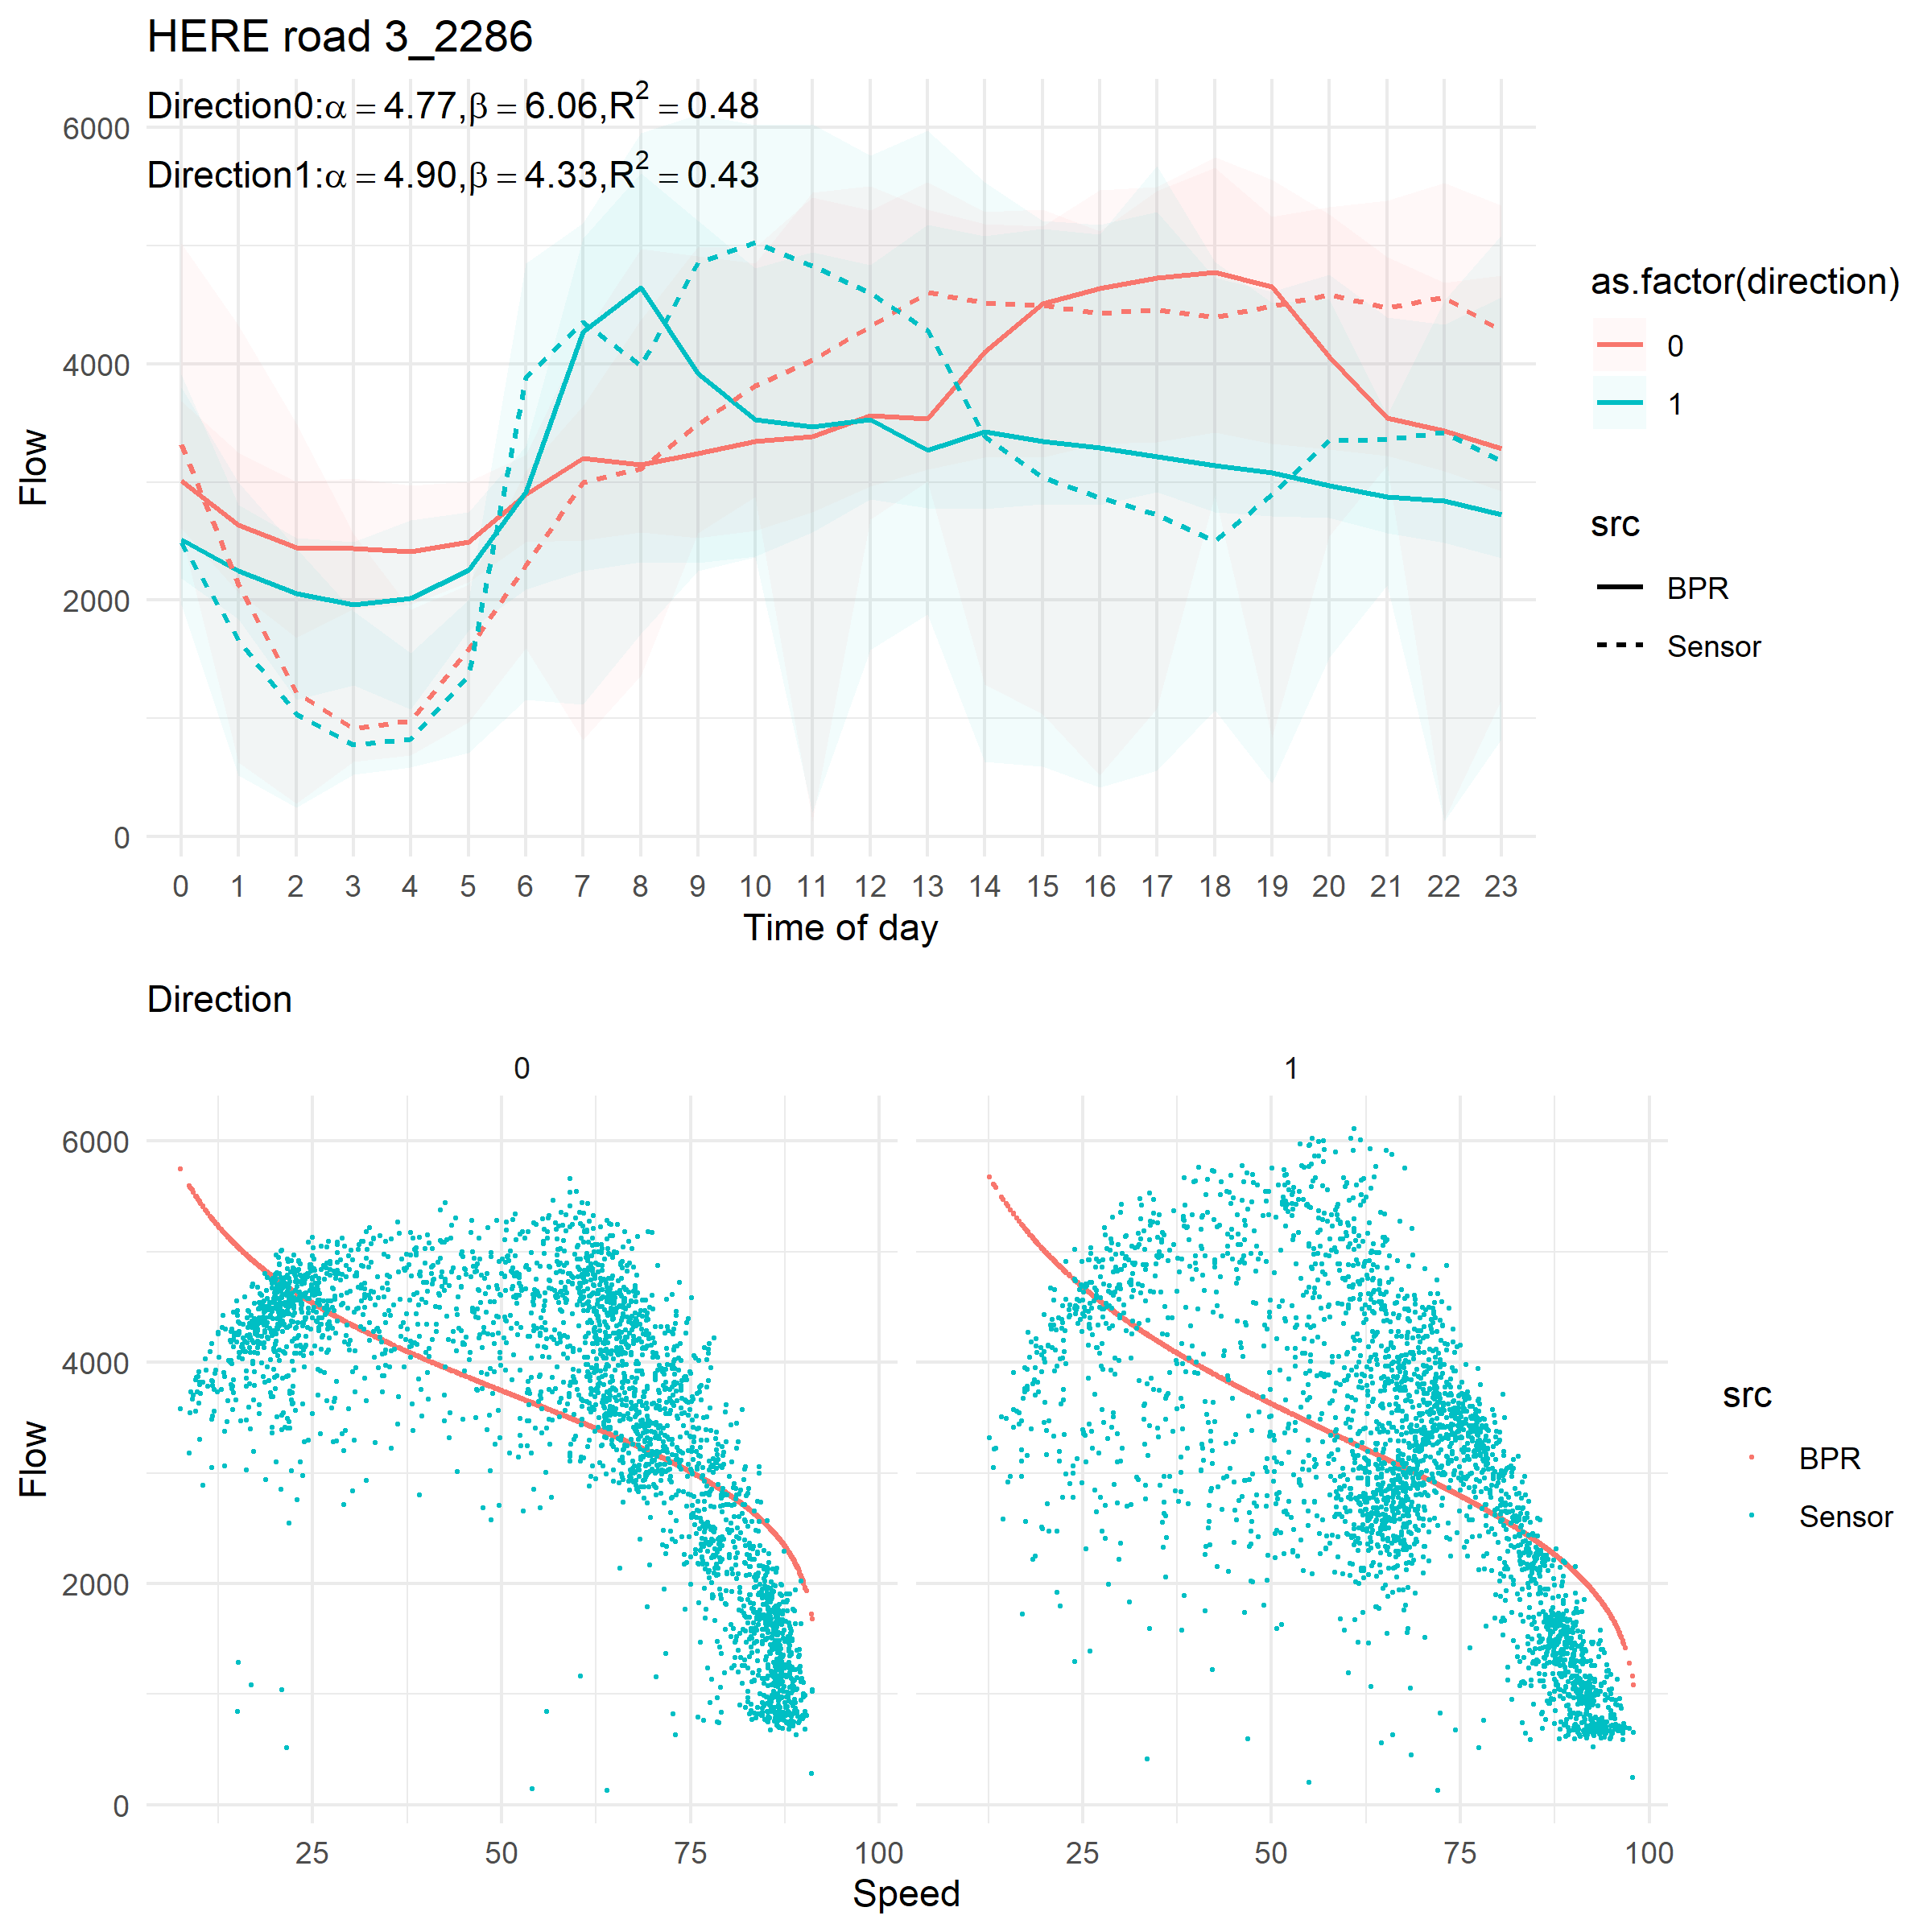 HERE road 3_2286
Direction0:α = 4.77,β = 6.06,R² = 0.48
Direction1:α = 4.90,β = 4.33,R² = 0.43
6000
4000
2000
0
Flow
0 1 2 3 4 5 6 7 8 9 10 11 12 13 14 15 16 17 18 19 20 21 22 23
Time of day
as.factor(direction)
0
1
src
BPR
Sensor
Direction
0 1
6000
4000
2000
0
Flow
25 50 75 100 25 50 75 100
Speed
src
BPR
Sensor